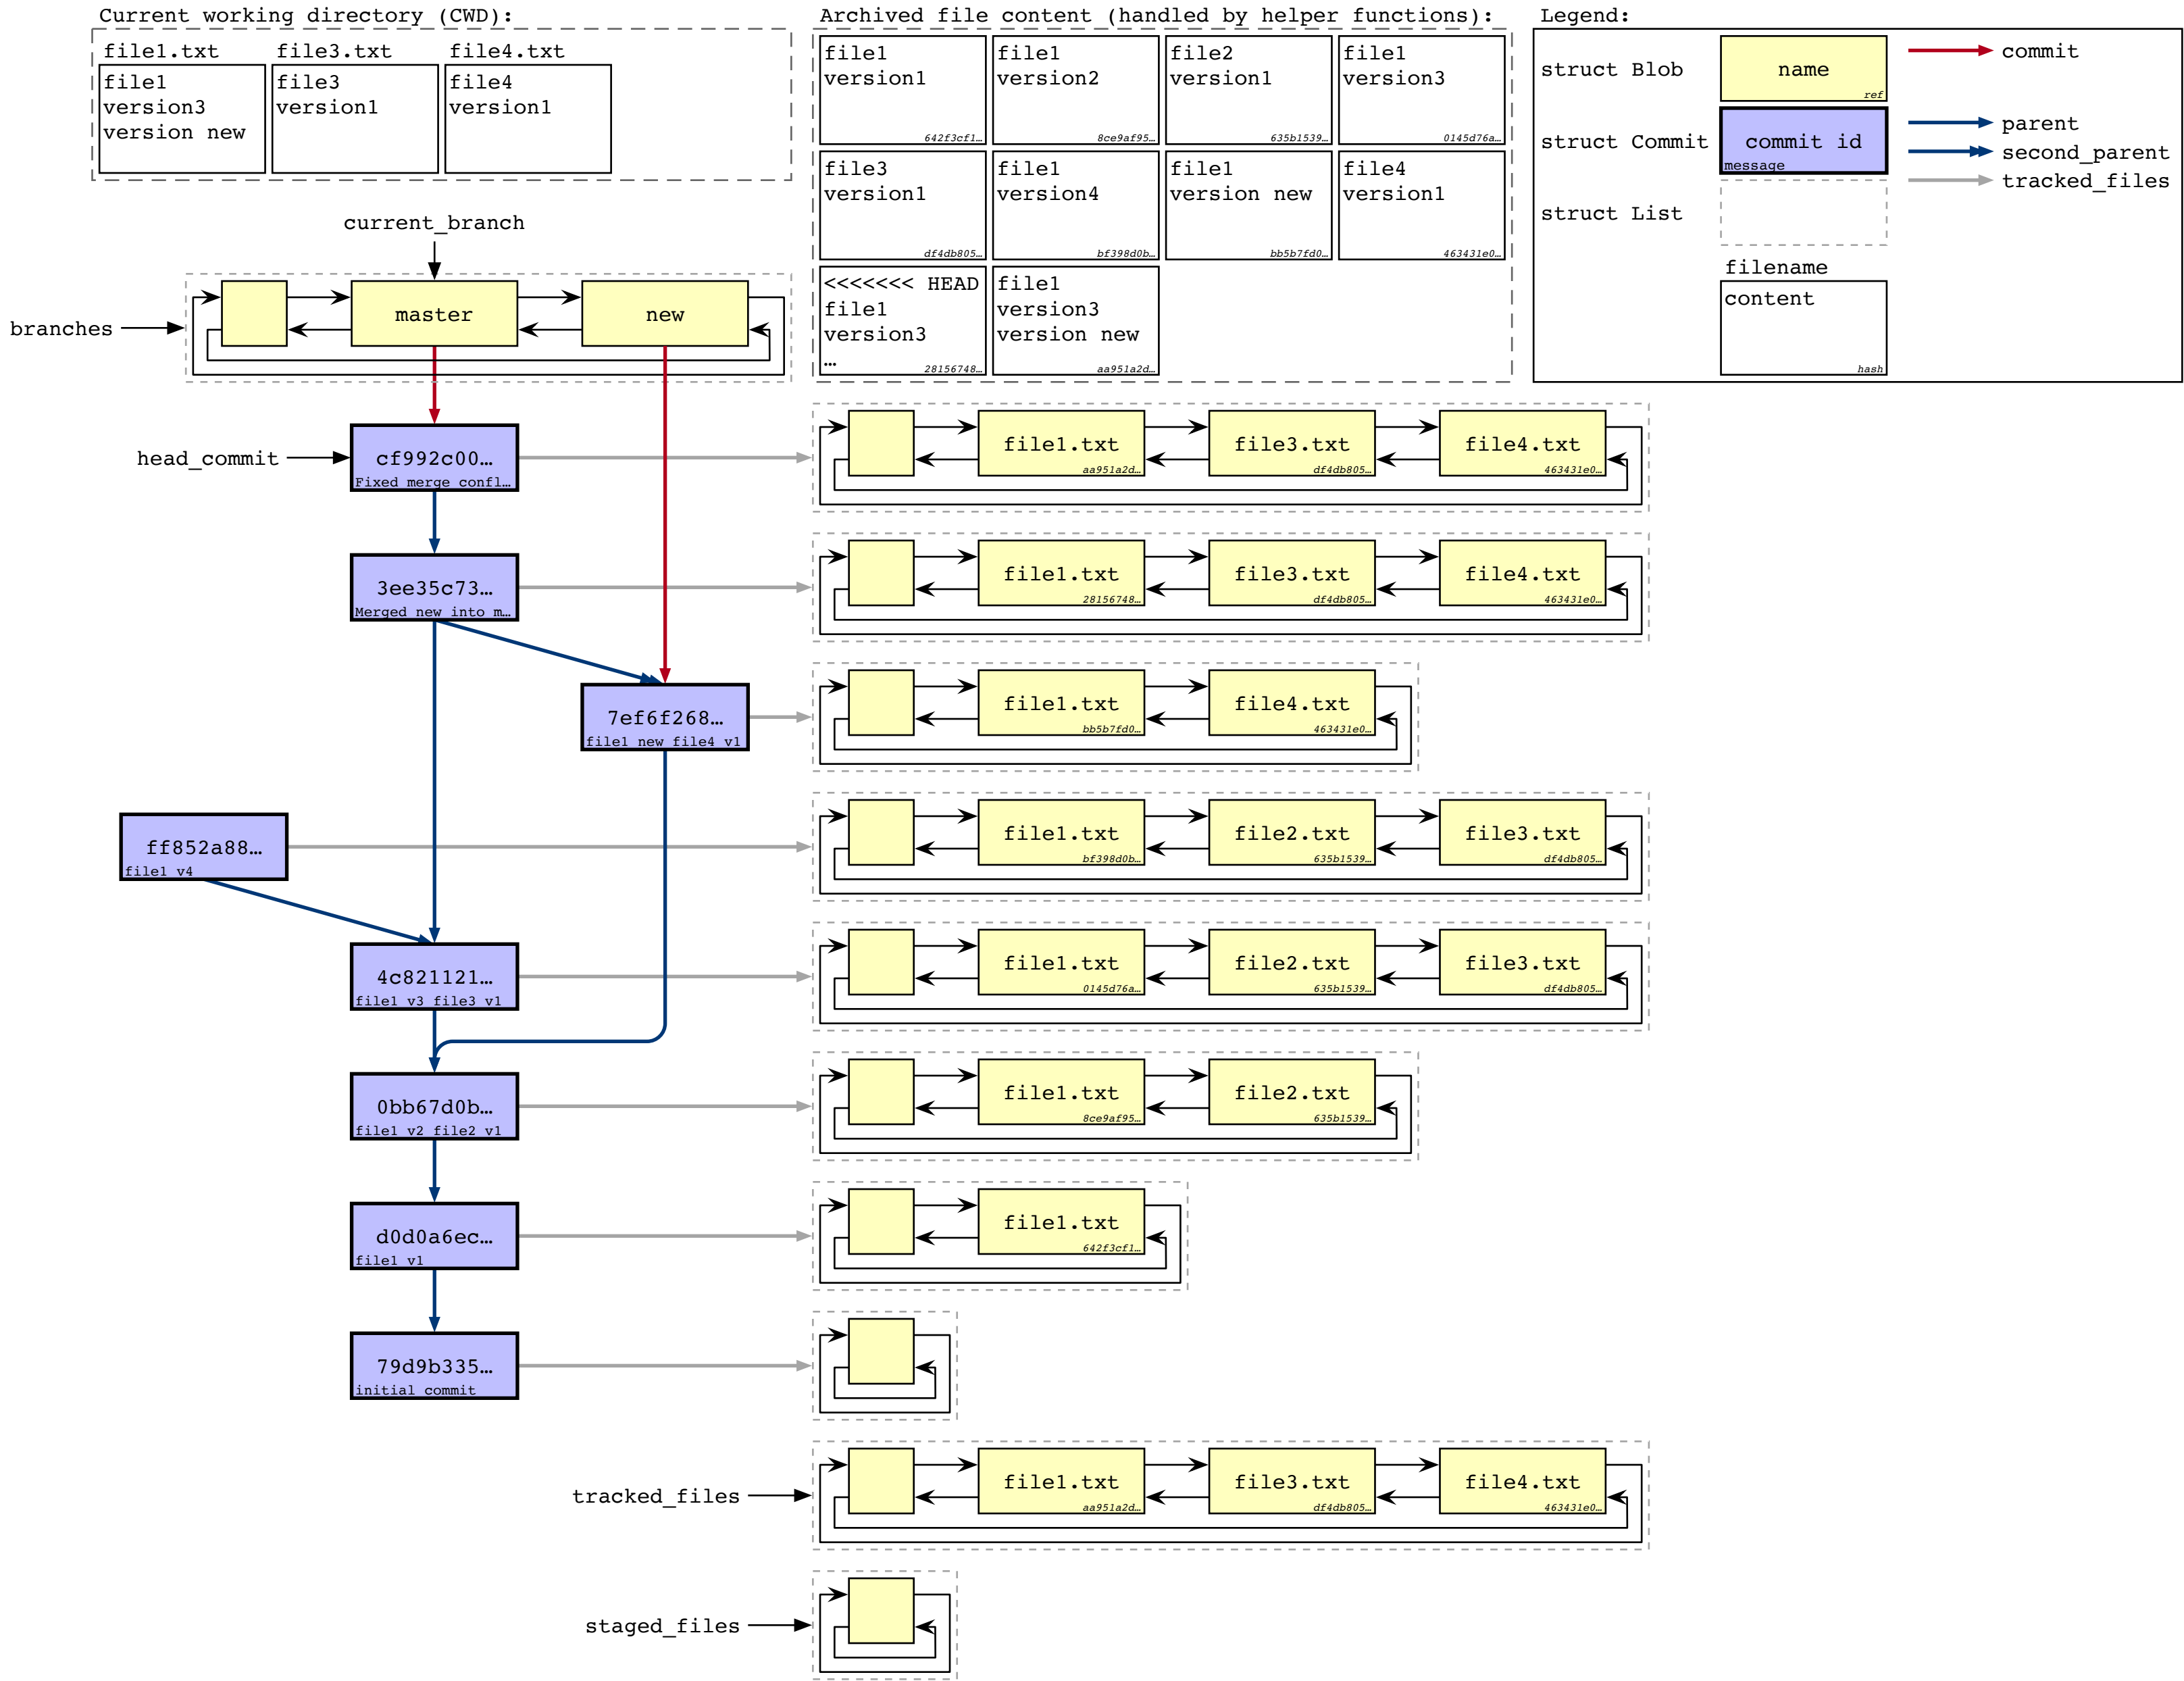 Current working directory (CWD):
file1.txt file3.txt file4.txt
file1
version3
version new
file3
version1
file4
version1
Archived file content (handled by helper functions):
file1
version1
642f3cf1…
file1
version2
8ce9af95…
file2
version1
635b1539…
file1
version3
0145d76a…
file3
version1
df4db805…
file1
version4
bf398d0b…
file1
version new
bb5b7fd0…
file4
version1
463431e0…
<<<<<<< HEAD
file1
version3
…
28156748…
file1
version3
version new
aa951a2d…
Legend:
struct Blob
name
ref
struct Commit
commit id
message
struct List
filename
content
hash
commit
parent
second_parent
tracked_files
current_branch
branches
master
new
head_commit
cf992c00…
Fixed merge confl…
file1.txt
aa951a2d…
file3.txt
df4db805…
file4.txt
463431e0…
3ee35c73…
Merged new into m…
file1.txt
28156748…
file3.txt
df4db805…
file4.txt
463431e0…
7ef6f268…
file1 new file4 v1
file1.txt
bb5b7fd0…
file4.txt
463431e0…
ff852a88…
file1 v4
file1.txt
bf398d0b…
file2.txt
635b1539…
file3.txt
df4db805…
4c821121…
file1 v3 file3 v1
file1.txt
0145d76a…
file2.txt
635b1539…
file3.txt
df4db805…
0bb67d0b…
file1 v2 file2 v1
file1.txt
8ce9af95…
file2.txt
635b1539…
d0d0a6ec…
file1 v1
file1.txt
642f3cf1…
79d9b335…
initial commit
tracked_files
file1.txt
aa951a2d…
file3.txt
df4db805…
file4.txt
463431e0…
staged_files